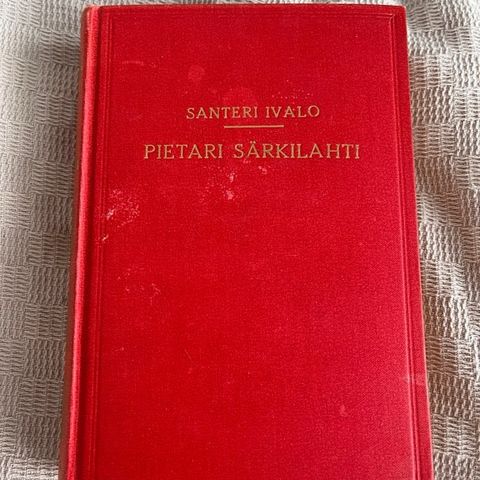 SANTERI IVALO
PIETARI SÄRKILAHTI